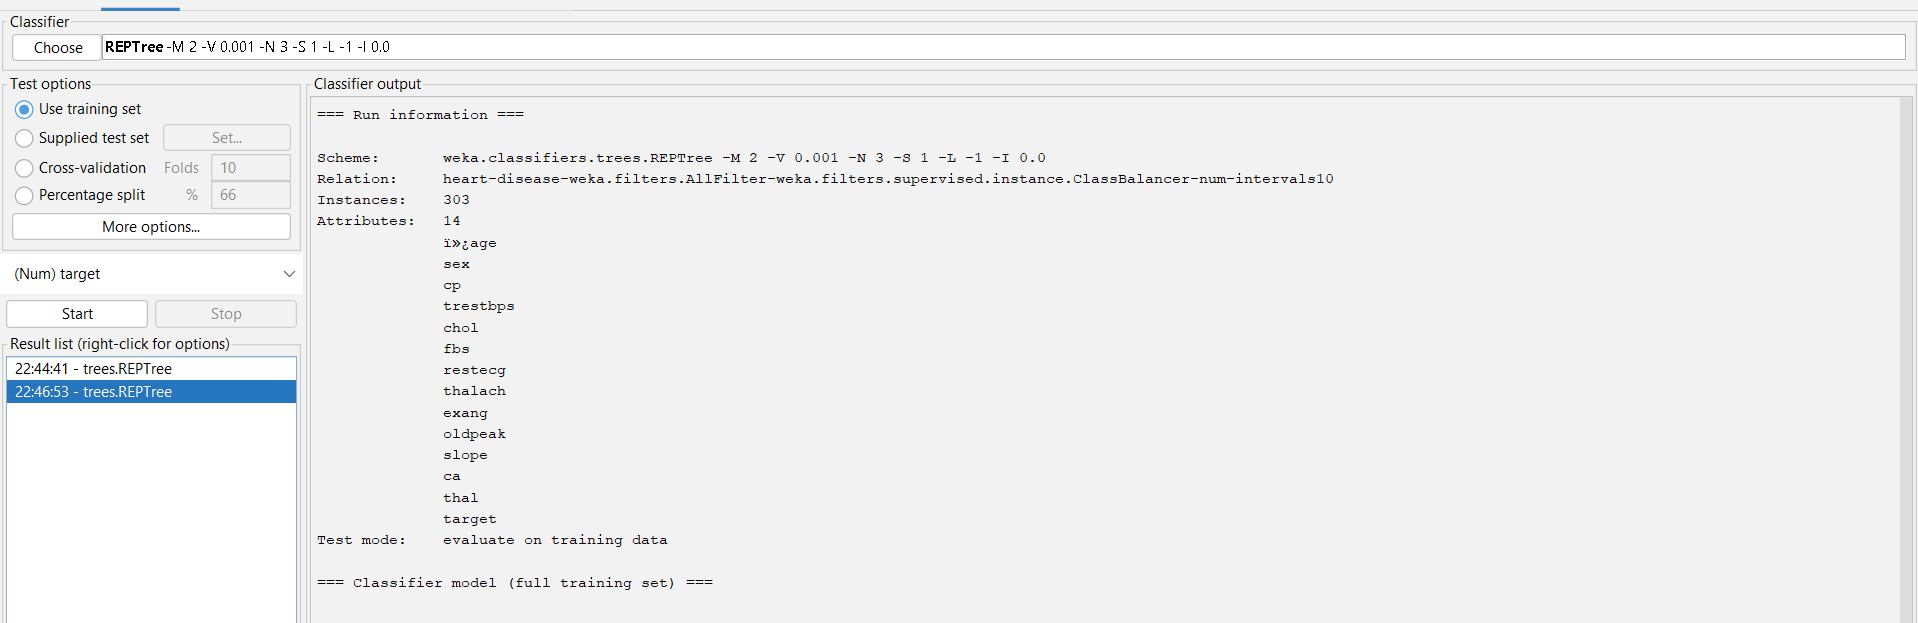 Classifier
Choose REPTree -M 2 -V 0.001 -N 3 -S 1 -L -1 -I 0.0
Test options
Use training set
Supplied test set Set...
Cross-validation Folds 10
Percentage split % 66
More options...
(Num) target
Start Stop
Result list (right-click for options)
22:44:41 - trees.REPTree
22:46:53 - trees.REPTree
Classifier output
=== Run information ===
Scheme: weka.classifiers.trees.REPTree -M 2 -V 0.001 -N 3 -S 1 -L -1 -I 0.0
Relation: heart-disease-weka.filters.AllFilter-weka.filters.supervised.instance.ClassBalancer-num-intervals10
Instances: 303
Attributes: 14
ï»¿age
sex
cp
trestbps
chol
fbs
restecg
thalach
exang
oldpeak
slope
ca
thal
target
Test mode: evaluate on training data
=== Classifier model (full training set) ===